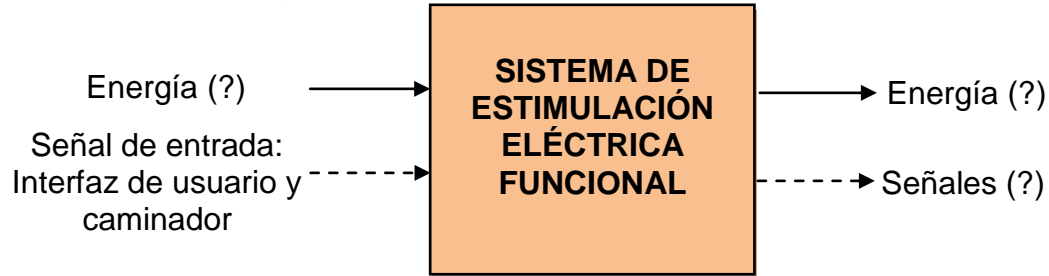 Energía (?)
Señal de entrada:
Interfaz de usuario y
caminador
SISTEMA DE
ESTIMULACIÓN
ELÉCTRICA
FUNCIONAL
Energía (?)
Señales (?)